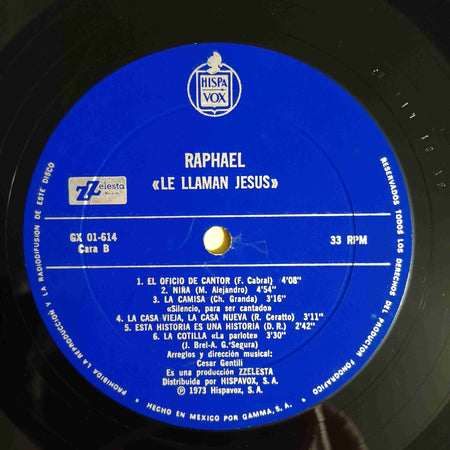 HISPA
VOX
RAPHAEL
«LE LLAMAN JESUS»
ZZelesta
GX 01-614
Cara B
33 RPM
1. EL OFICIO DE CANTOR (F. Cabral) 4'08"
2. NIÑA (M. Alejandro) 4'54"
3. LA CAMISA (Ch. Granda) 3'16"
«Silencio, para ser cantado»
4. LA CASA VIEJA, LA CASA NUEVA (R. Ceratto) 3'11"
5. ESTA HISTORIA ES UNA HISTORIA (D. R.) 2'42"
6. LA COTILLA «La parlote» 3'30"
(J. Brel-A. G.ª Segura)
Arreglos y dirección musical:
Cesar Gentili
Es una producción ZZELESTA
Distribuida por HISPAVOX, S. A.
Ⓟ 1973 Hispavox, S. A.
PROHIBIDA LA REPRODUCCION Y LA RADIODIFUSION DE ESTE DISCO
HECHO EN MEXICO POR GAMMA, S. A.
RESERVADOS TODOS LOS DERECHOS DEL PRODUCTOR FONOGRAFICO